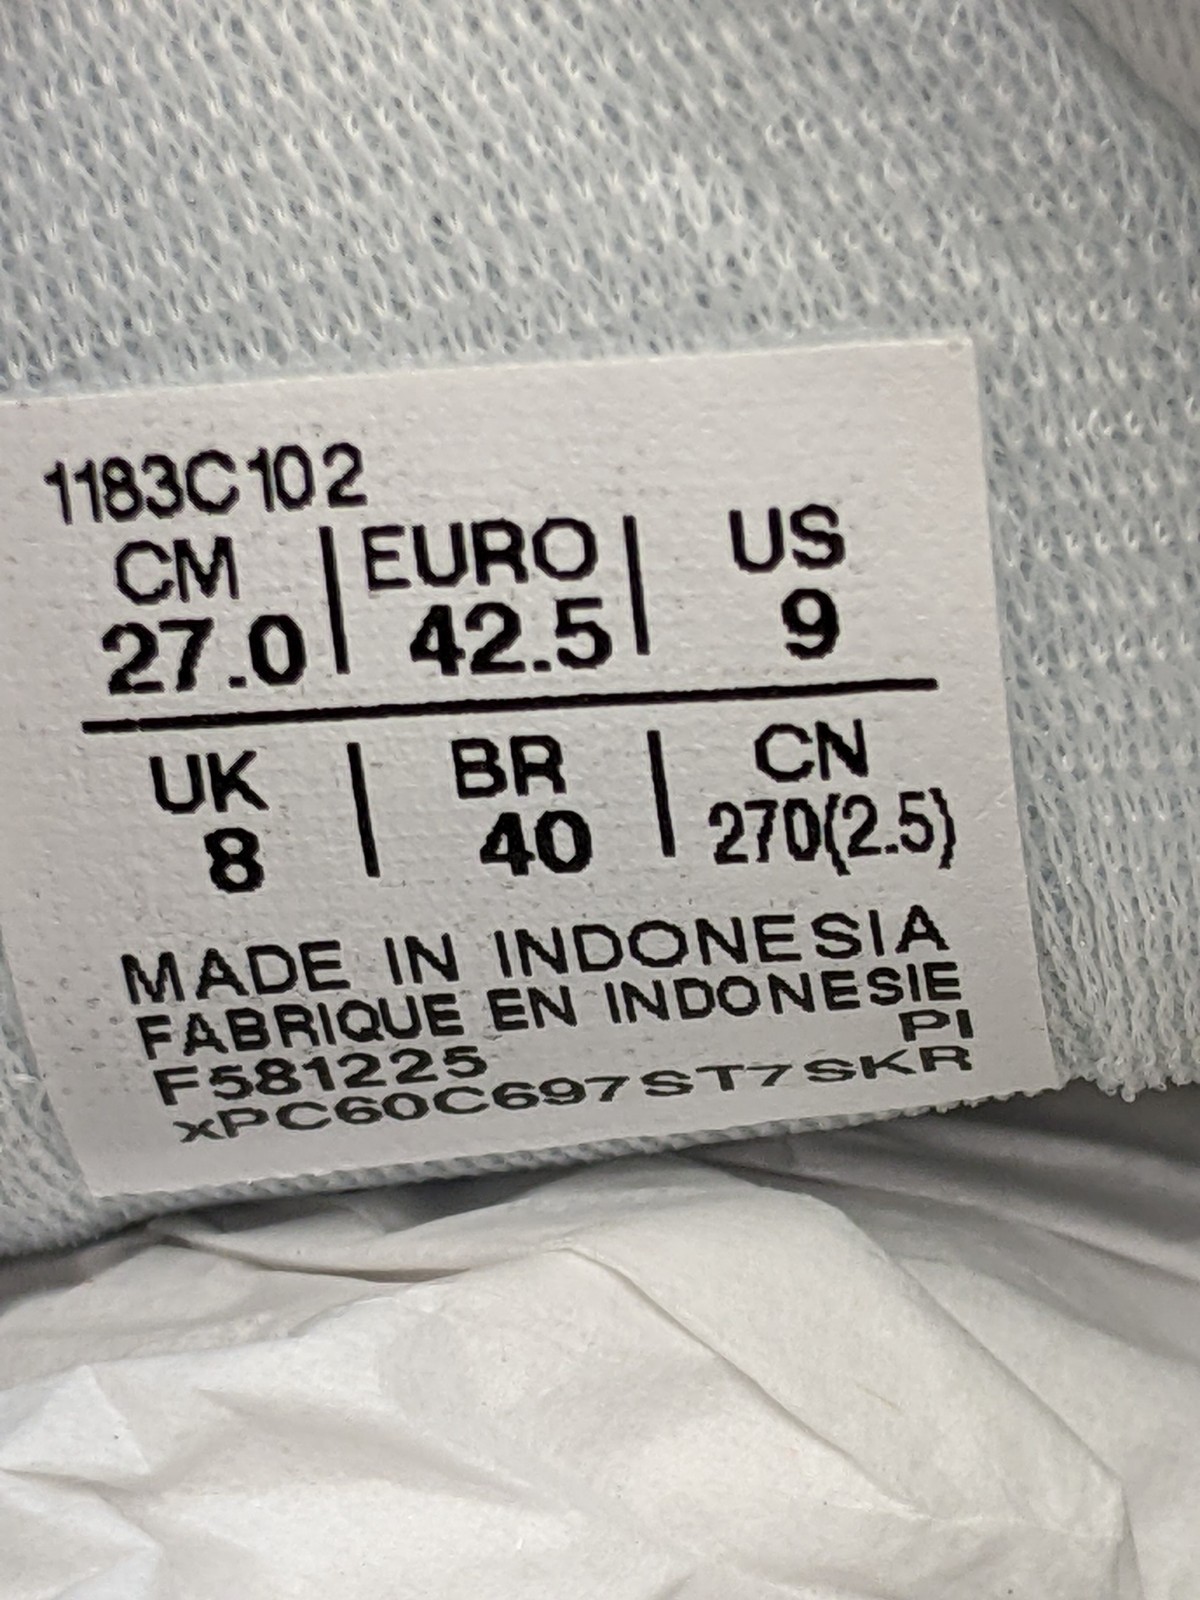 1183C102
CM | EURO | US
27.0 | 42.5 | 9
UK | BR | CN
8 | 40 | 270(2.5)
MADE IN INDONESIA
FABRIQUE EN INDONESIE
F581225 PI
xPC60C697ST7SKR